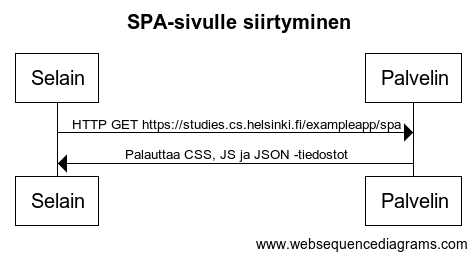 SPA-sivulle siirtyminen
Selain
Palvelin
HTTP GET https://studies.cs.helsinki.fi/exampleapp/spa
Palauttaa CSS, JS ja JSON -tiedostot
Selain
Palvelin
www.websequencediagrams.com